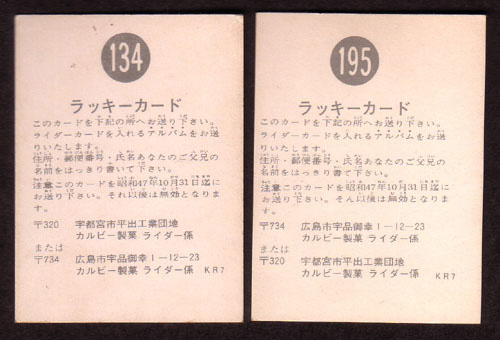 134
ラッキーカード
このカードを下記の所へお送り下さい。
ライダーカードを入れるアルバムをお送
りいたします。
住所・郵便番号・氏名あなたのご父兄の
名前をはっきり書いて下さい。
注意このカードを昭和47年10月31日迄に
お送り下さい。それ以後は無効となりま
す。
〒320 宇都宮市平出工業団地
カルビー製菓 ライダー係
または
〒734 広島市宇品御幸1-12-23
カルビー製菓 ライダー係 KR7
195
ラッキーカード
このカードを下記の所へお送り下さい。
ライダーカードを入れるアルバムをお送
りいたします。
住所・郵便番号・氏名あなたのご父兄の
名前をはっきり書いて下さい。
注意このカードを昭和47年10月31日迄
にお送り下さい。それ以後は無効となり
ます。
〒734 広島市宇品御幸1-12-23
カルビー製菓 ライダー係
または
〒320 宇都宮市平出工業団地
カルビー製菓 ライダー係 KR7